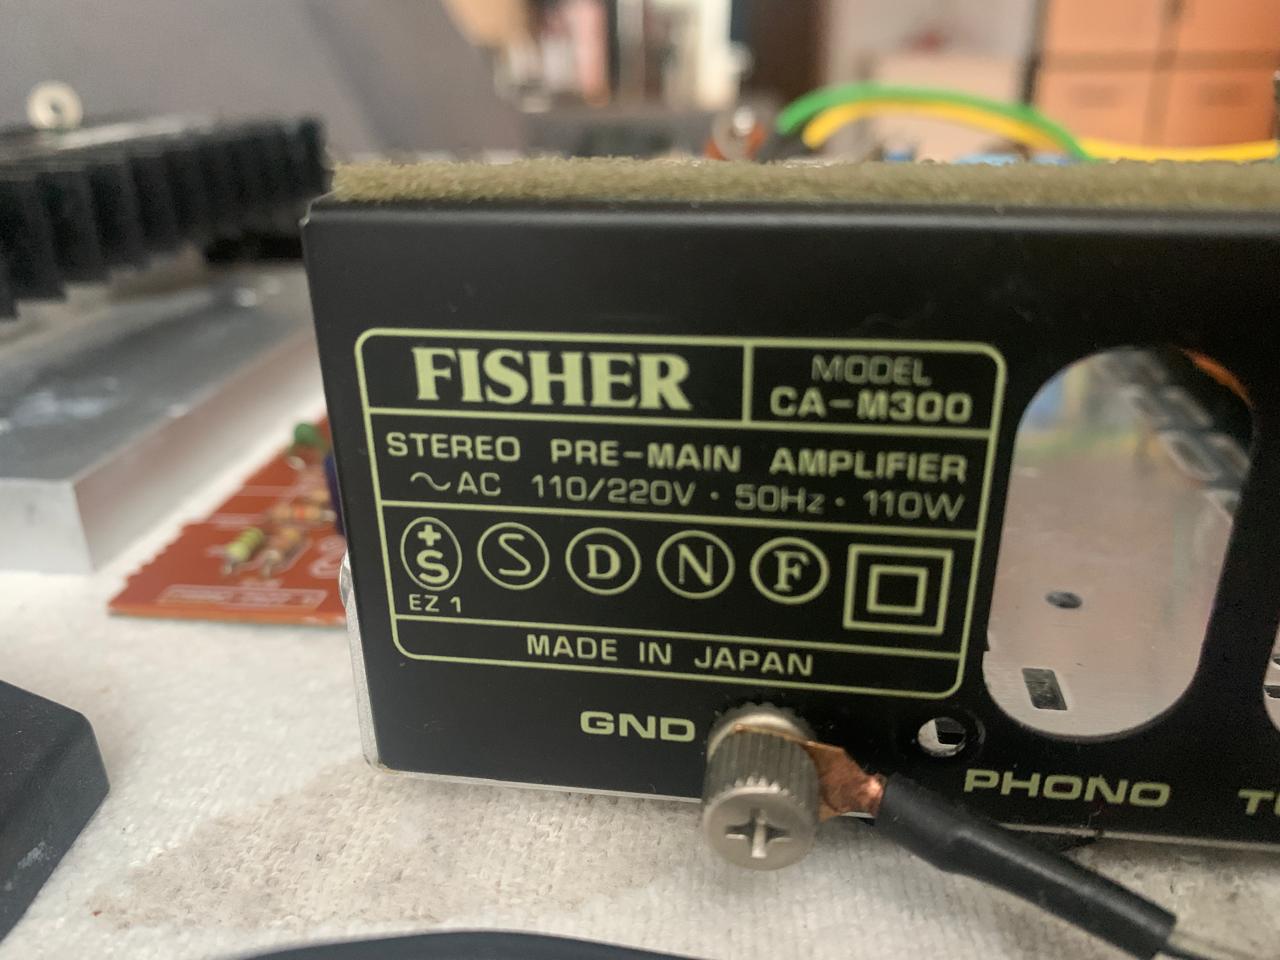 FISHER
MODEL
CA-M300
STEREO PRE-MAIN AMPLIFIER
~AC 110/220V · 50Hz · 110W
+S S D N F
EZ 1
MADE IN JAPAN
GND
PHONO